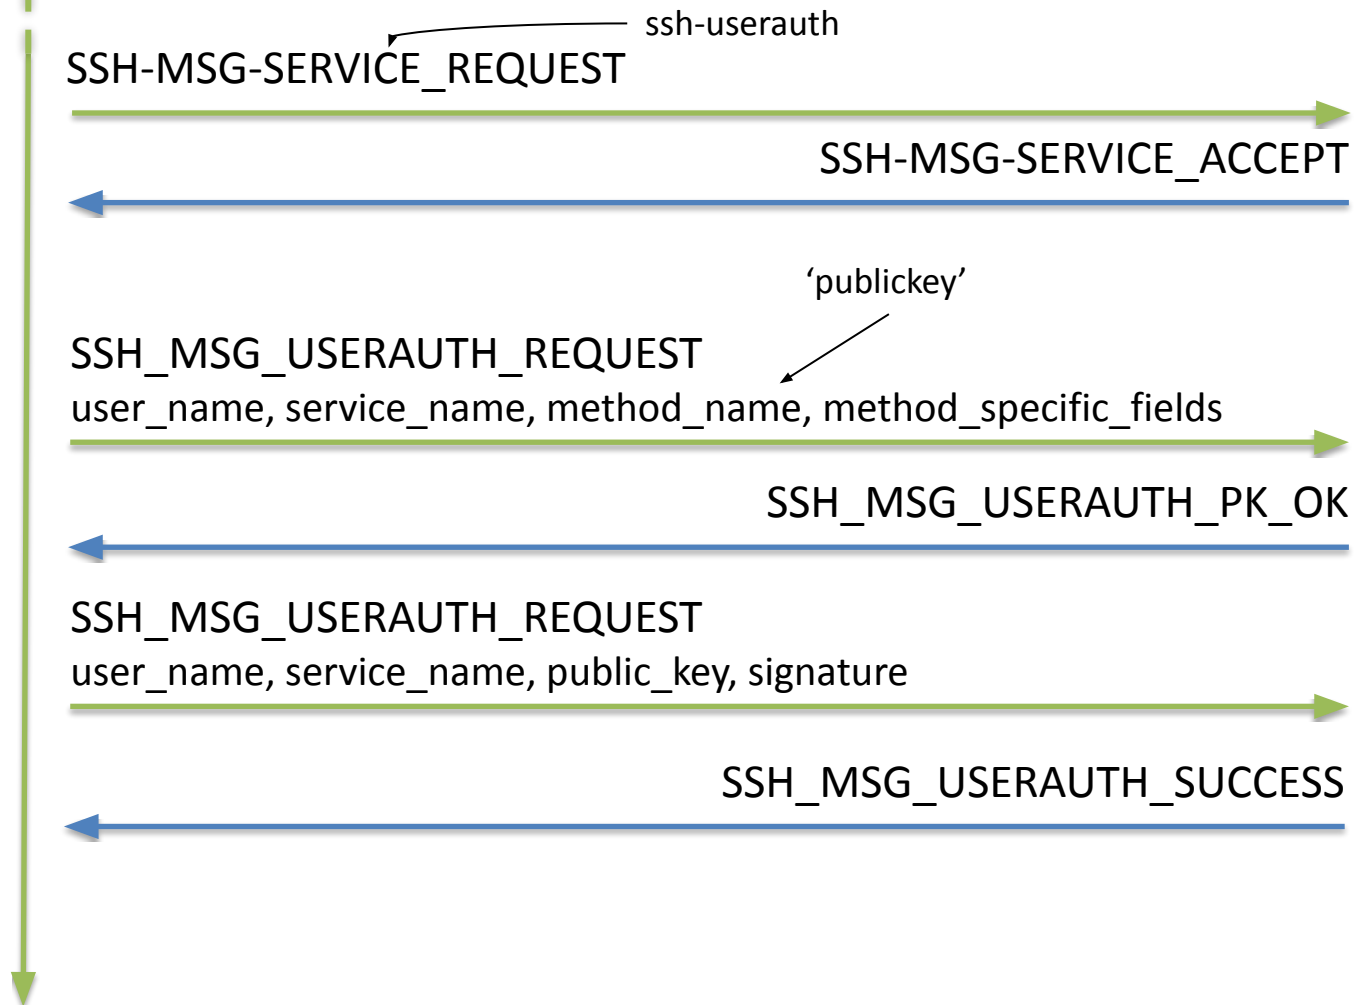 ssh-userauth
SSH-MSG-SERVICE_REQUEST
SSH-MSG-SERVICE_ACCEPT
‘publickey’
SSH_MSG_USERAUTH_REQUEST
user_name, service_name, method_name, method_specific_fields
SSH_MSG_USERAUTH_PK_OK
SSH_MSG_USERAUTH_REQUEST
user_name, service_name, public_key, signature
SSH_MSG_USERAUTH_SUCCESS